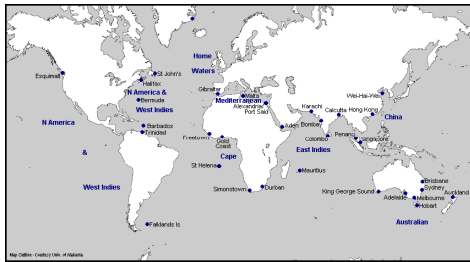 Home
Waters
Esquimalt
St John's
Halifax
N America &
Bermuda
West Indies
Gibraltar
Malta
Mediterranean
Alexandria
Port Said
Karachi
Calcutta
Hong Kong
Wei-Hai-Wei
China
N America
&
West Indies
Barbadox
Trinidad
Freetown
Gold
Coast
Aden
Bombay
Colombo
Penang
Singapore
East Indies
Cape
St Helena
Mauritius
Simonstown
Durban
King George Sound
Brisbane
Sydney
Auckland
Adelaide
Melbourne
Hobart
Falklands Is
Australian
Map Outline - Courtesy Univ. of Alabama